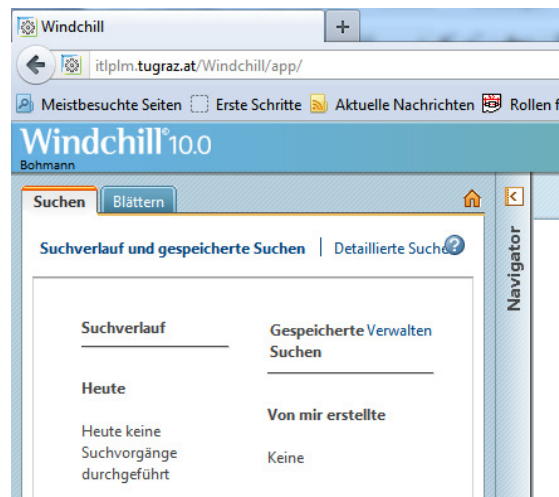 Windchill
itlplm.tugraz.at/Windchill/app/
Meistbesuchte Seiten Erste Schritte Aktuelle Nachrichten Rollen f
Windchill® 10.0
Bohmann
Suchen Blättern
Suchverlauf und gespeicherte Suchen | Detaillierte Suche
Navigator
Suchverlauf
Gespeicherte Verwalten
Suchen
Heute
Von mir erstellte
Heute keine
Suchvorgänge
durchgeführt
Keine